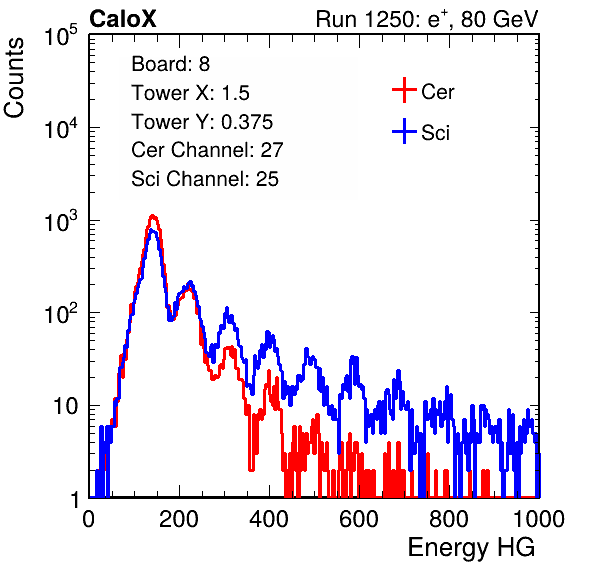 CaloX Run 1250: e⁺, 80 GeV
Counts
Board: 8
Tower X: 1.5
Tower Y: 0.375
Cer Channel: 27
Sci Channel: 25
Cer
Sci
10⁵
10⁴
10³
10²
10
1
0 200 400 600 800 1000
Energy HG